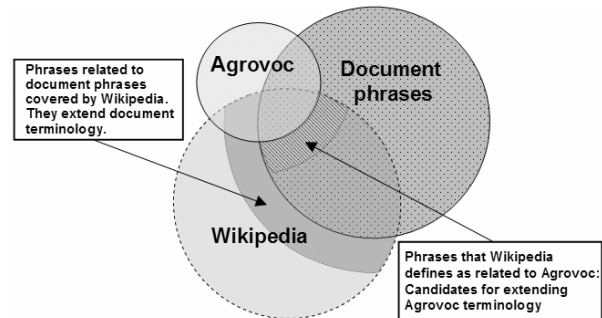 Agrovoc
Document
phrases
Phrases related to
document phrases
covered by Wikipedia.
They extend document
terminology.
Wikipedia
Phrases that Wikipedia
defines as related to Agrovoc:
Candidates for extending
Agrovoc terminology